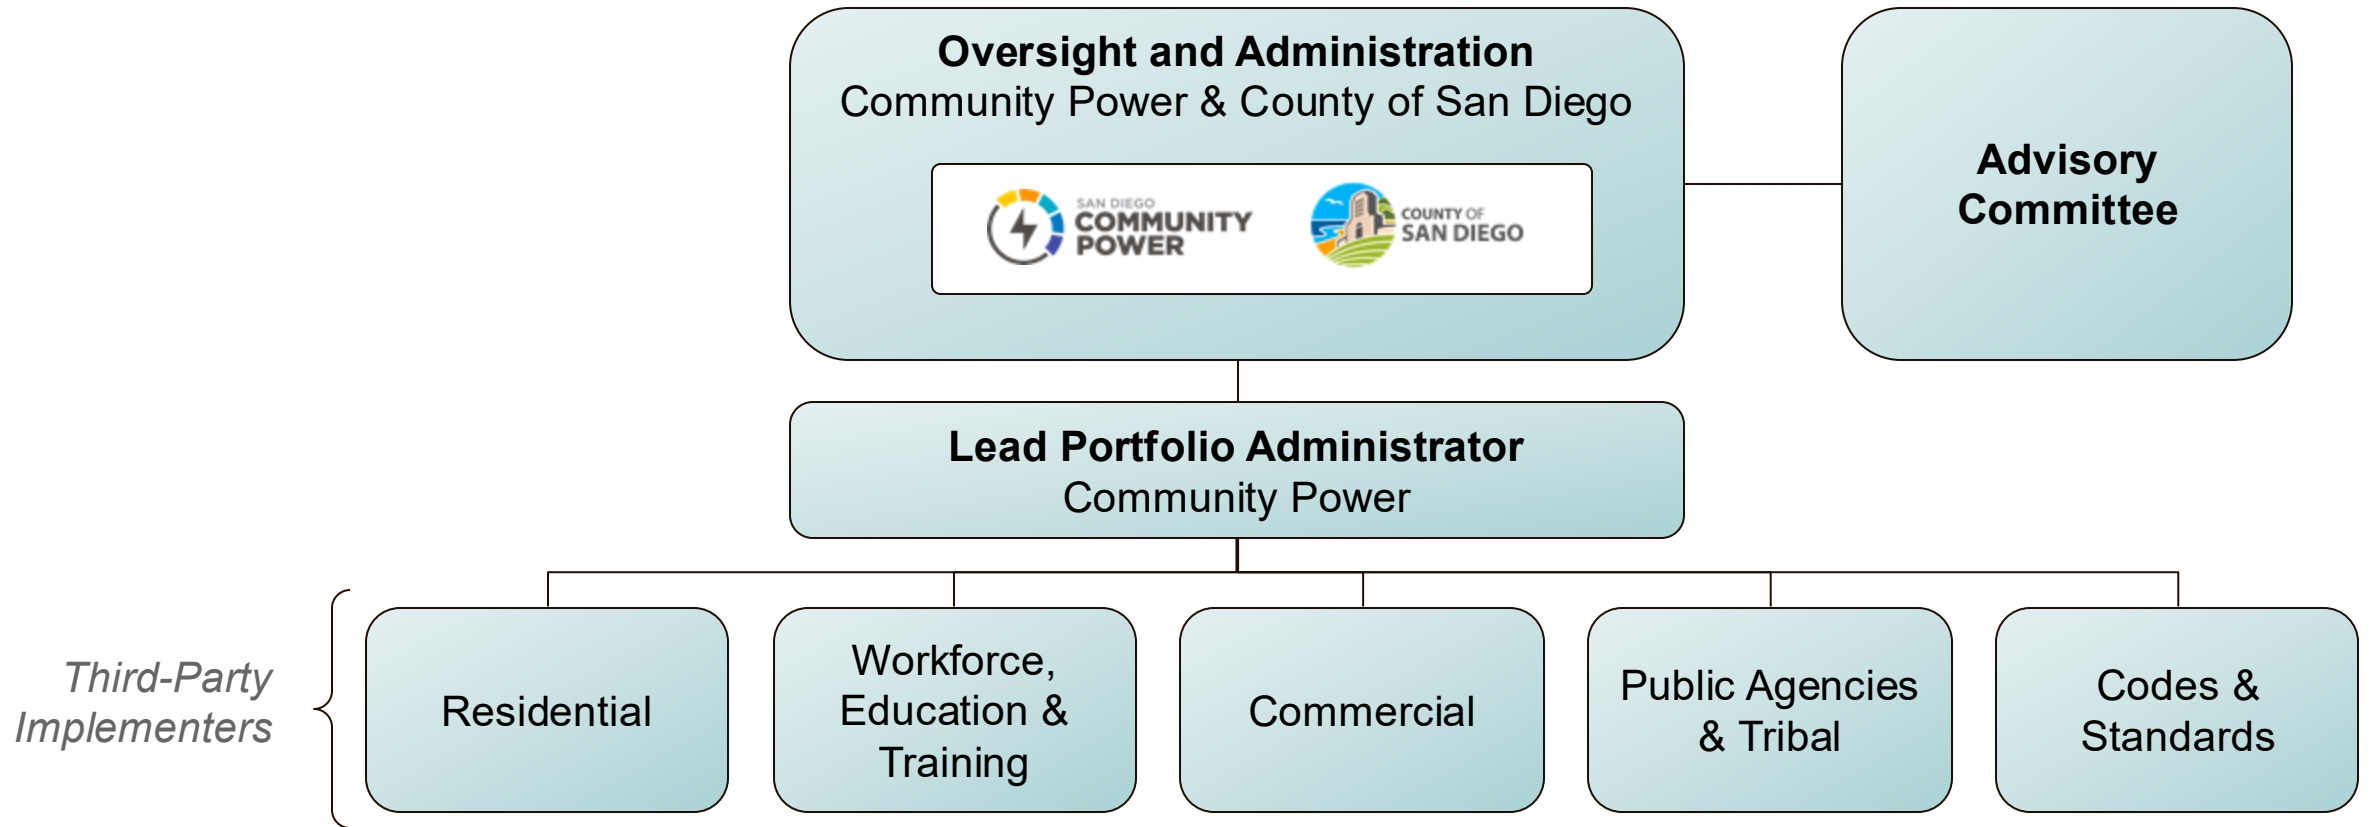 Oversight and Administration
Community Power & County of San Diego
SAN DIEGO
COMMUNITY
POWER
COUNTY OF
SAN DIEGO
Advisory
Committee
Lead Portfolio Administrator
Community Power
Third-Party
Implementers
Residential
Workforce,
Education &
Training
Commercial
Public Agencies
& Tribal
Codes &
Standards